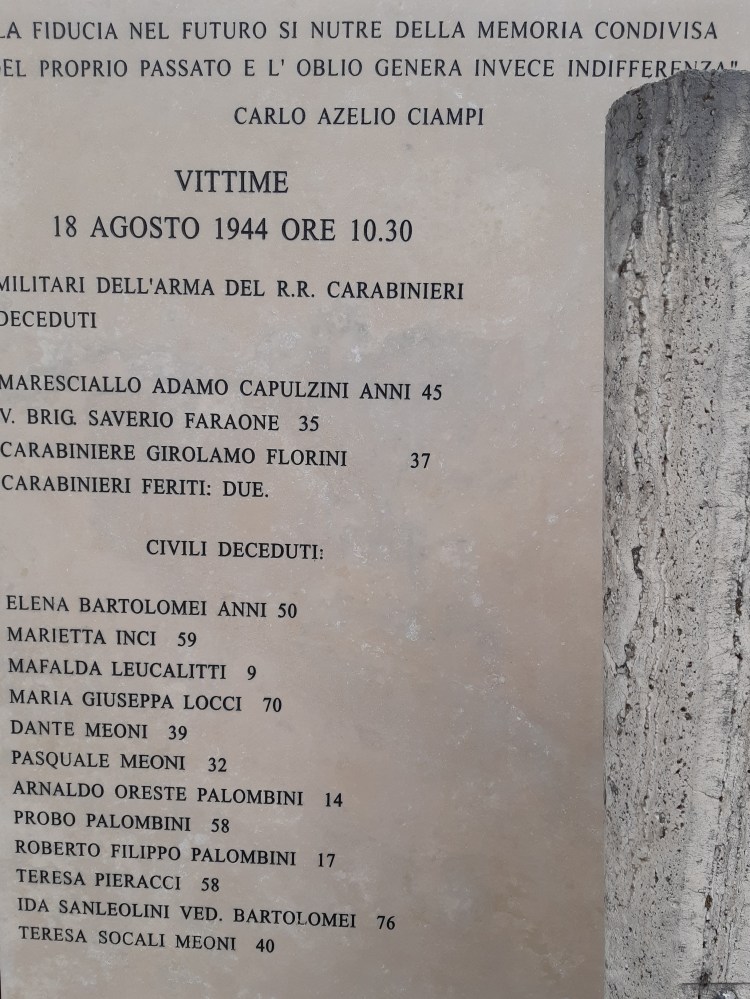 LA FIDUCIA NEL FUTURO SI NUTRE DELLA MEMORIA CONDIVISA
DEL PROPRIO PASSATO E L' OBLIO GENERA INVECE INDIFFERENZA"
CARLO AZELIO CIAMPI
VITTIME
18 AGOSTO 1944 ORE 10.30
MILITARI DELL'ARMA DEL R.R. CARABINIERI
DECEDUTI
MARESCIALLO ADAMO CAPULZINI ANNI 45
V. BRIG. SAVERIO FARAONE 35
CARABINIERE GIROLAMO FLORINI 37
CARABINIERI FERITI: DUE.
CIVILI DECEDUTI:
ELENA BARTOLOMEI ANNI 50
MARIETTA INCI 59
MAFALDA LEUCALITTI 9
MARIA GIUSEPPA LOCCI 70
DANTE MEONI 39
PASQUALE MEONI 32
ARNALDO ORESTE PALOMBINI 14
PROBO PALOMBINI 58
ROBERTO FILIPPO PALOMBINI 17
TERESA PIERACCI 58
IDA SANLEOLINI VED. BARTOLOMEI 76
TERESA SOCALI MEONI 40